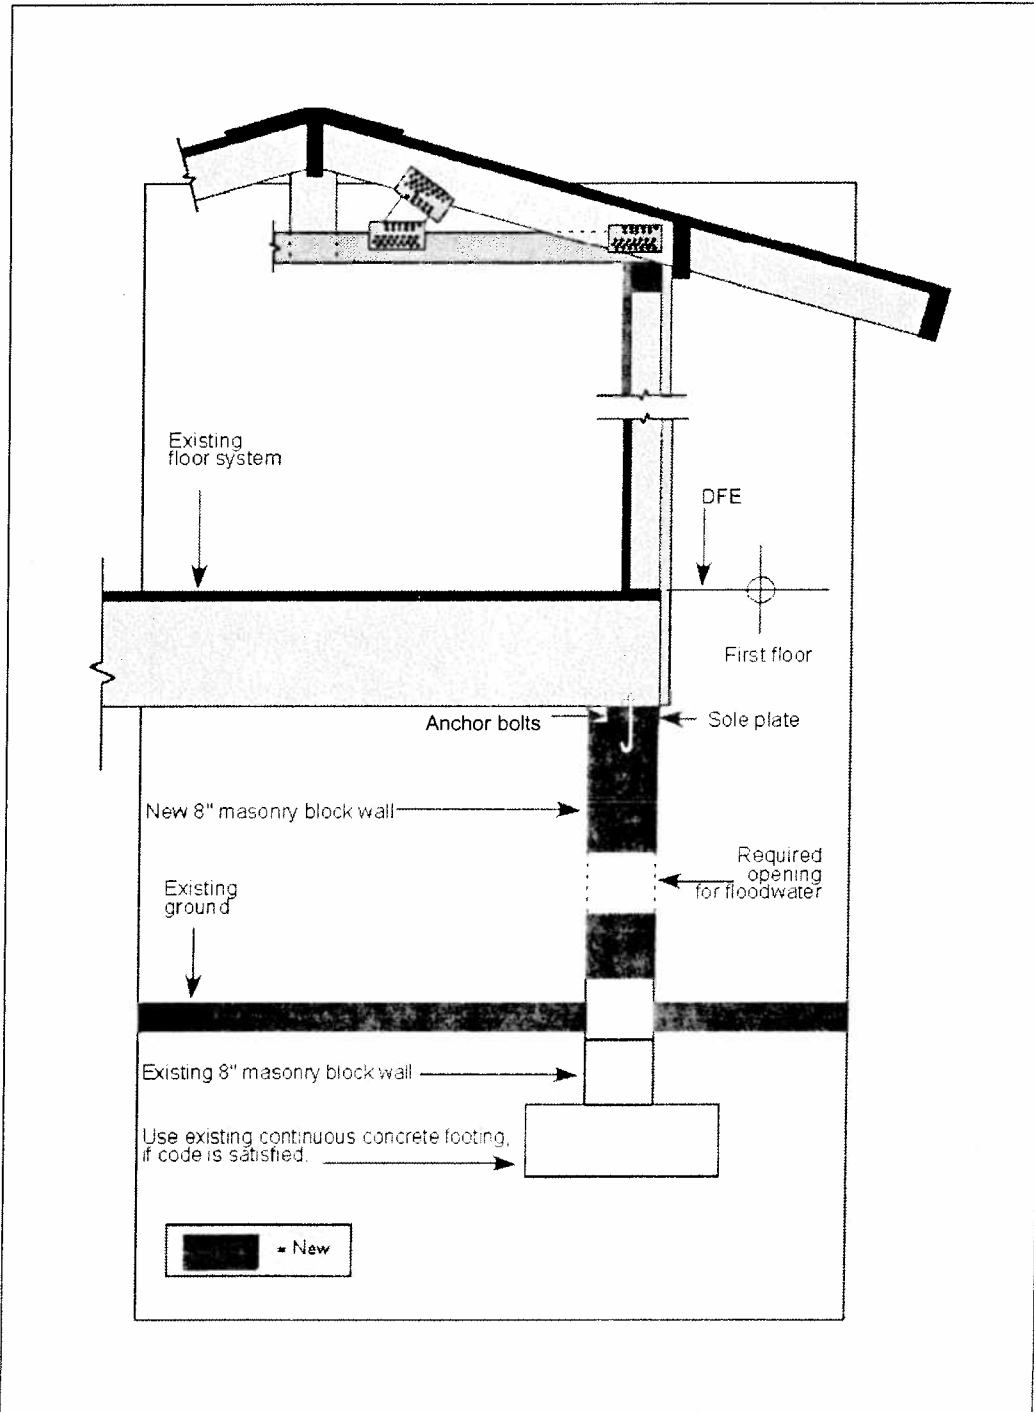 Existing
floor system
DFE
First floor
Anchor bolts
Sole plate
New 8" masonry block wall
Required
opening
for floodwater
Existing
ground
Existing 8" masonry block wall
Use existing continuous concrete footing,
if code is satisfied.
= New